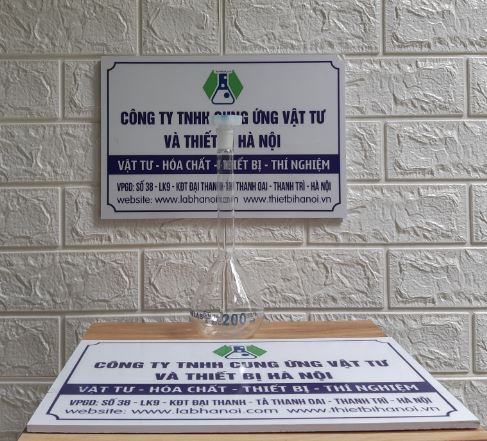 CÔNG TY TNHH CUNG ỨNG VẬT TƯ
VÀ THIẾT BỊ HÀ NỘI
VẬT TƯ - HÓA CHẤT - THIẾT BỊ - THÍ NGHIỆM
VPGD: SỐ 38 - LK9 - KĐT ĐẠI THANH - TẢ THANH OAI - THANH TRÌ - HÀ NỘI
website: www.labhanoi.com www.thietbihanoi.vn
200
CÔNG TY TNHH CUNG ỨNG VẬT TƯ
VÀ THIẾT BỊ HÀ NỘI
VẬT TƯ - HÓA CHẤT - THIẾT BỊ - THÍ NGHIỆM
VPGD: SỐ 38 - LK9 - KĐT ĐẠI THANH - TẢ THANH OAI - THANH TRÌ - HÀ NỘI
website: www.labhanoi.com www.thietbihanoi.vn